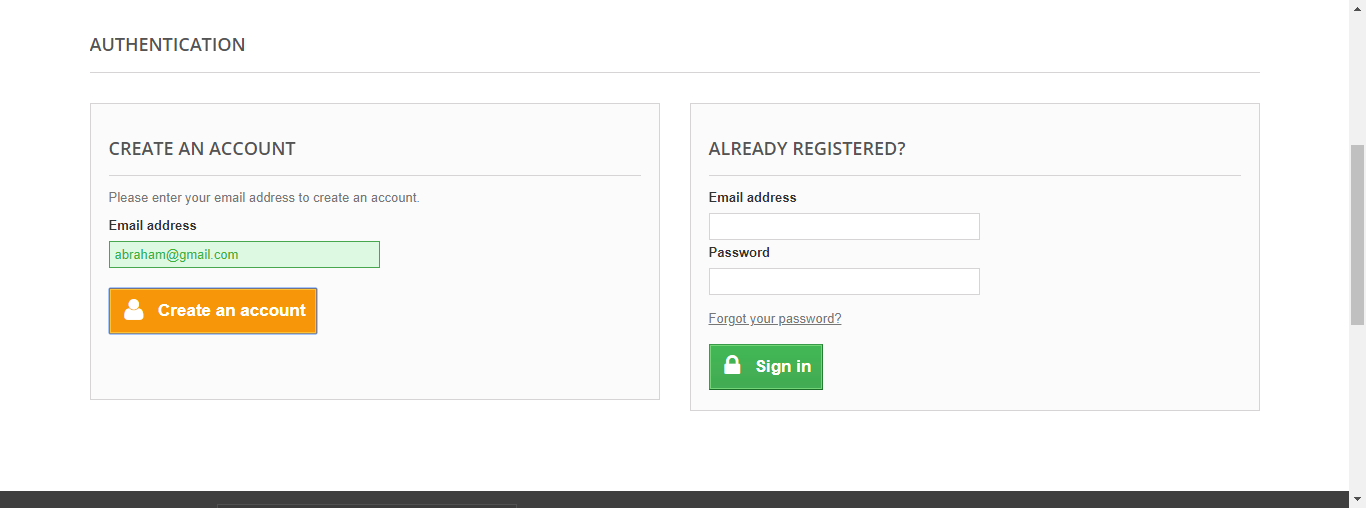 AUTHENTICATION
CREATE AN ACCOUNT
Please enter your email address to create an account.
Email address
abraham@gmail.com
Create an account
ALREADY REGISTERED?
Email address
Password
Forgot your password?
Sign in